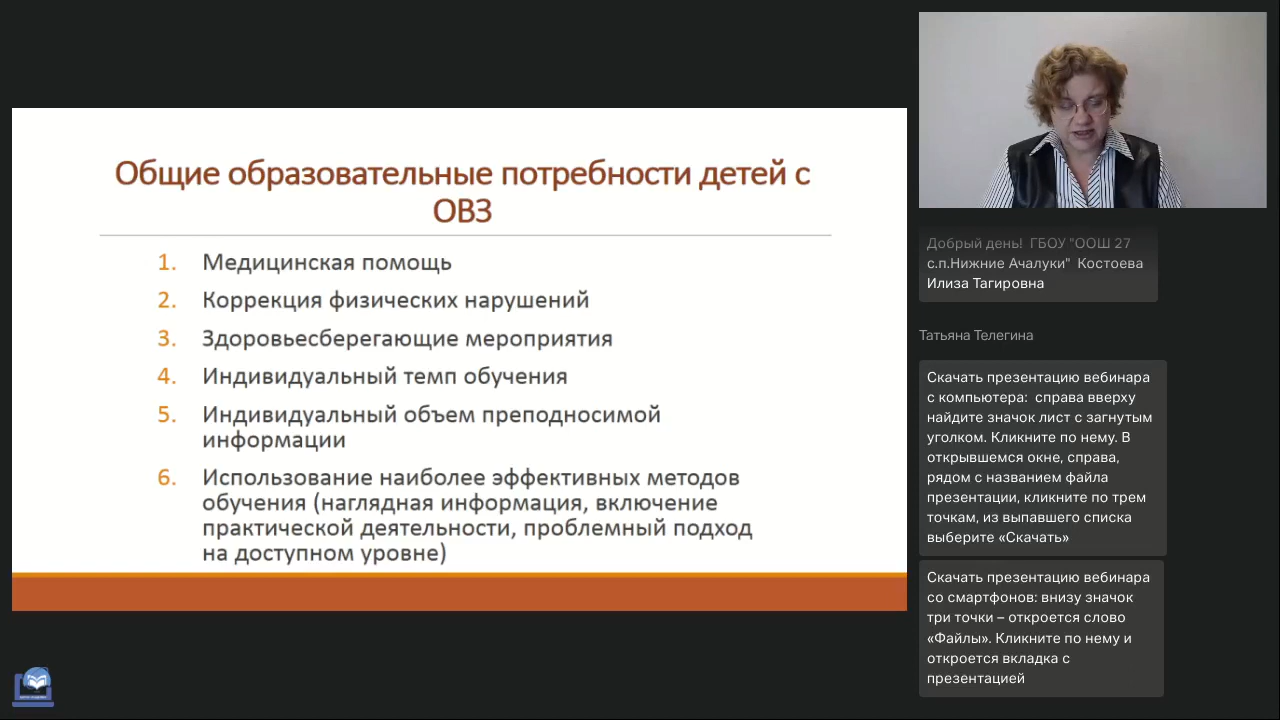 Общие образовательные потребности детей с
ОВЗ
1. Медицинская помощь
2. Коррекция физических нарушений
3. Здоровьесберегающие мероприятия
4. Индивидуальный темп обучения
5. Индивидуальный объем преподносимой
информации
6. Использование наиболее эффективных методов
обучения (наглядная информация, включение
практической деятельности, проблемный подход
на доступном уровне)
Добрый день! ГБОУ "ООШ 27
с.п.Нижние Ачалуки" Костоева
Илиза Тагировна
Татьяна Телегина
Скачать презентацию вебинара
с компьютера: справа вверху
найдите значок лист с загнутым
уголком. Кликните по нему. В
открывшемся окне, справа,
рядом с названием файла
презентации, кликните по трем
точкам, из выпавшего списка
выберите «Скачать»
Скачать презентацию вебинара
со смартфонов: внизу значок
три точки – откроется слово
«Файлы». Кликните по нему и
откроется вкладка с
презентацией